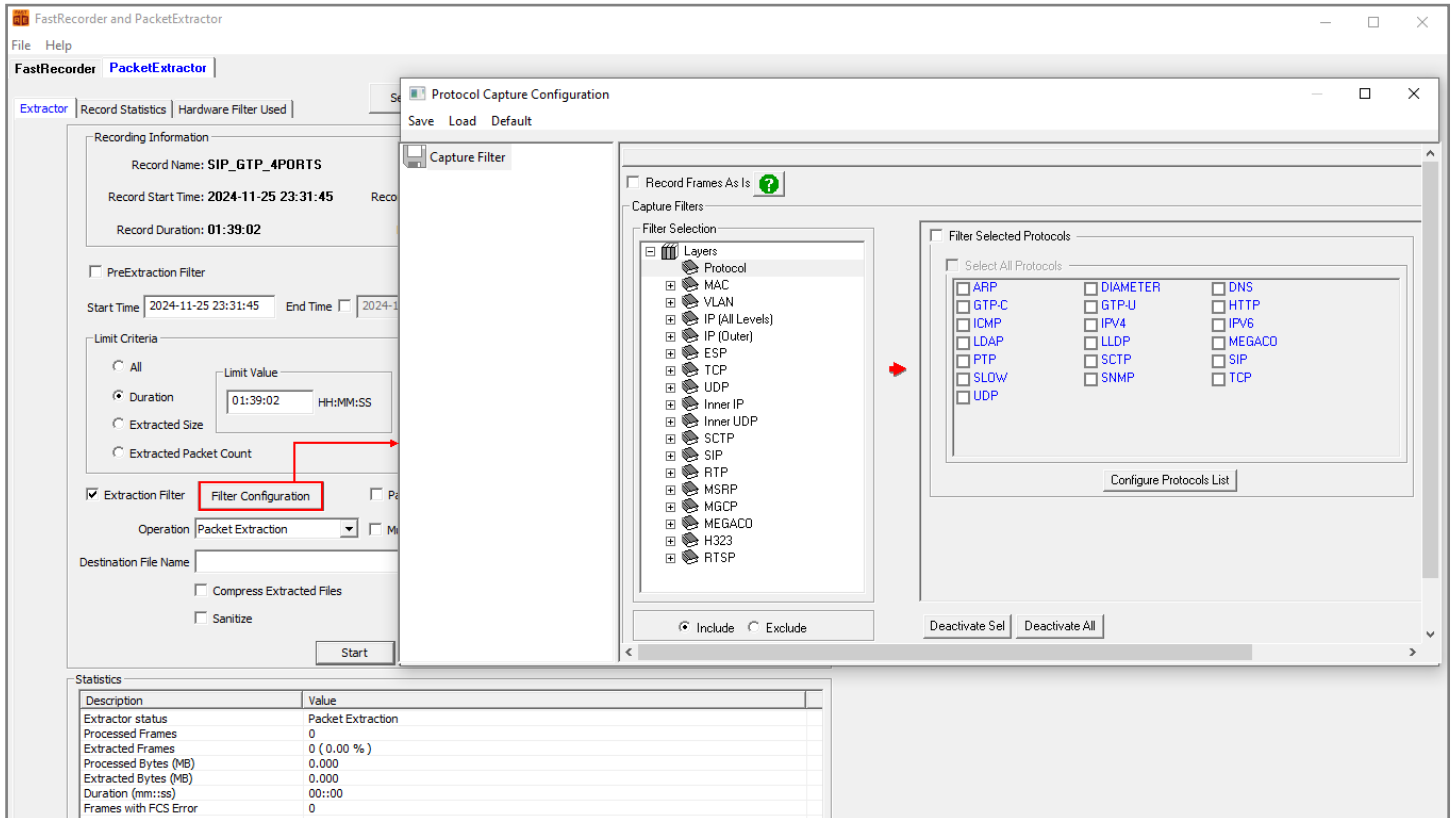 FastRecorder and PacketExtractor
File Help
FastRecorder PacketExtractor
Extractor Record Statistics Hardware Filter Used
Recording Information
Record Name: SIP_GTP_4PORTS
Record Start Time: 2024-11-25 23:31:45
Record Duration: 01:39:02
PreExtraction Filter
Start Time 2024-11-25 23:31:45 End Time
Limit Criteria
All
Duration
Extracted Size
Extracted Packet Count
Limit Value
01:39:02 HH:MM:SS
Extraction Filter Filter Configuration
Operation Packet Extraction
Destination File Name
Compress Extracted Files
Sanitize
Start
Protocol Capture Configuration
Save Load Default
Capture Filter
Record Frames As Is ?
Capture Filters
Filter Selection
Layers
Protocol
MAC
VLAN
IP (All Levels)
IP (Outer)
ESP
TCP
UDP
Inner IP
Inner UDP
SCTP
SIP
RTP
MSRP
MGCP
MEGACO
H323
RTSP
Include Exclude
Filter Selected Protocols
Select All Protocols
ARP DIAMETER DNS
GTP-C GTP-U HTTP
ICMP IPV4 IPV6
LDAP LLDP MEGACO
PTP SCTP SIP
SLOW SNMP TCP
UDP
Configure Protocols List
Deactivate Sel Deactivate All
Statistics
Description Value
Extractor status Packet Extraction
Processed Frames 0
Extracted Frames 0 ( 0.00 % )
Processed Bytes (MB) 0.000
Extracted Bytes (MB) 0.000
Duration (mm::ss) 00::00
Frames with FCS Error 0